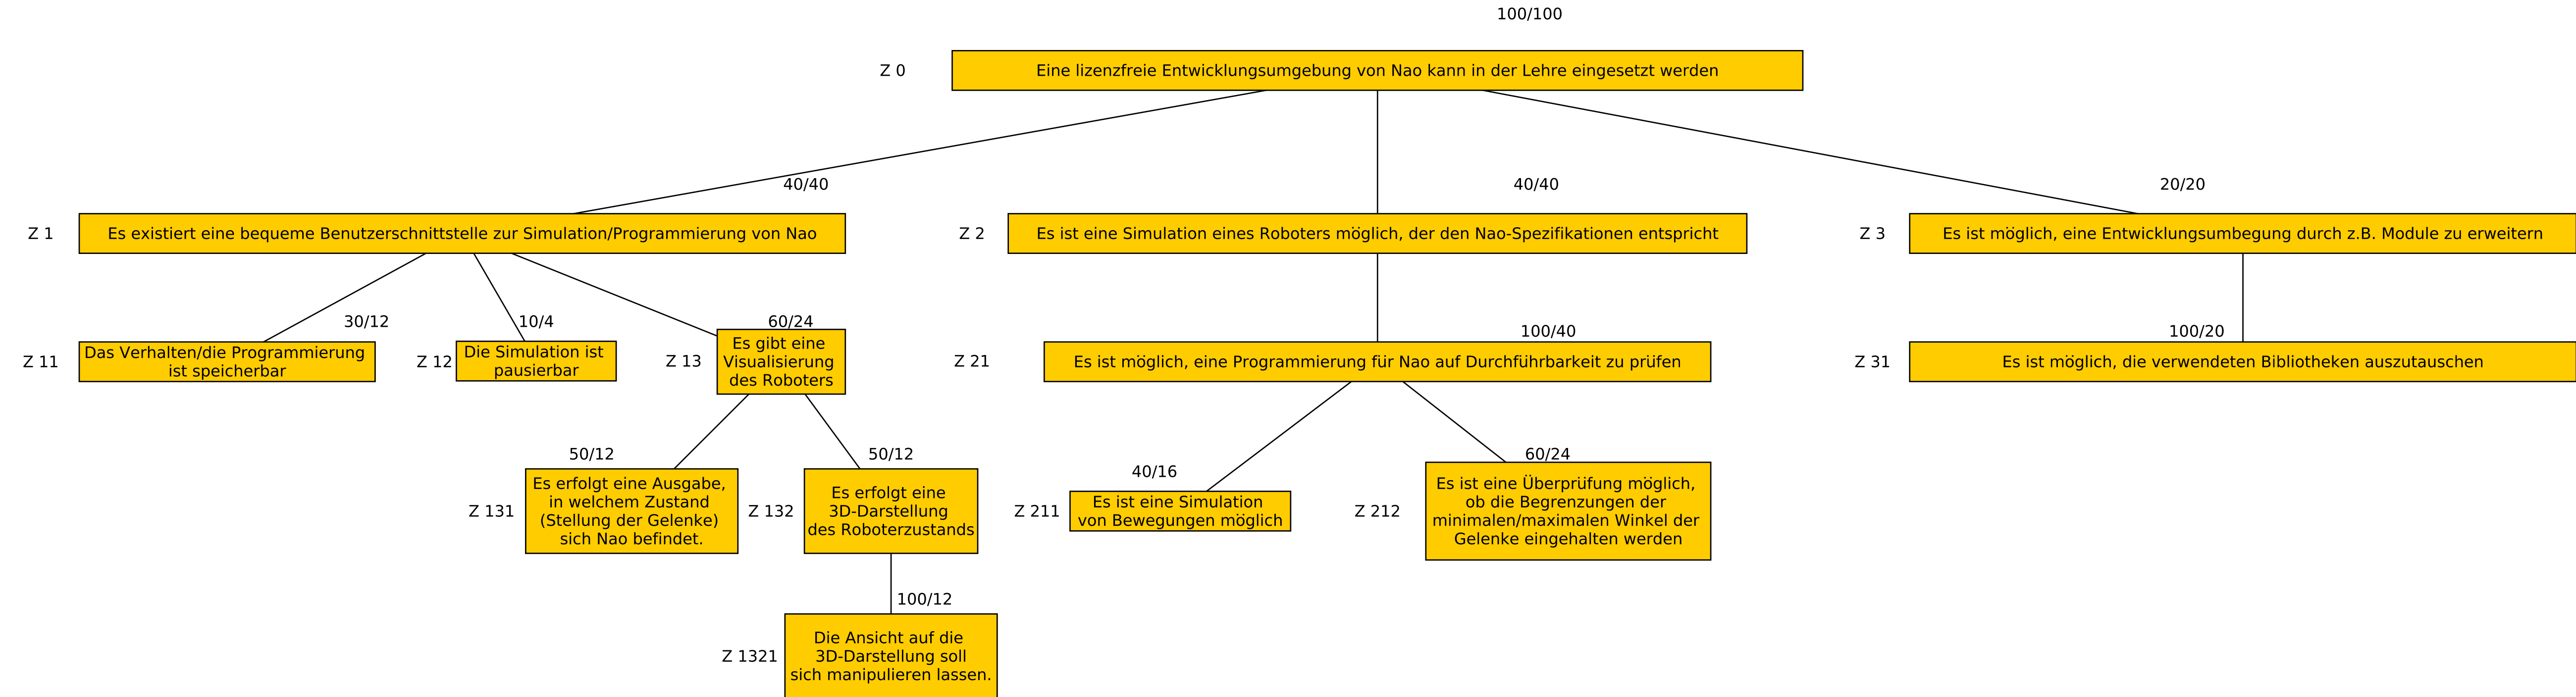 100/100
Z 0
Eine lizenzfreie Entwicklungsumgebung von Nao kann in der Lehre eingesetzt werden
40/40
40/40
20/20
Z 1
Es existiert eine bequeme Benutzerschnittstelle zur Simulation/Programmierung von Nao
Z 2
Es ist eine Simulation eines Roboters möglich, der den Nao-Spezifikationen entspricht
Z 3
Es ist möglich, eine Entwicklungsumbegung durch z.B. Module zu erweitern
30/12
10/4
60/24
100/40
100/20
Z 11
Das Verhalten/die Programmierung
ist speicherbar
Z 12
Die Simulation ist
pausierbar
Z 13
Es gibt eine
Visualisierung
des Roboters
Z 21
Es ist möglich, eine Programmierung für Nao auf Durchführbarkeit zu prüfen
Z 31
Es ist möglich, die verwendeten Bibliotheken auszutauschen
50/12
50/12
40/16
60/24
Z 131
Es erfolgt eine Ausgabe,
in welchem Zustand
(Stellung der Gelenke)
sich Nao befindet.
Z 132
Es erfolgt eine
3D-Darstellung
des Roboterzustands
Z 211
Es ist eine Simulation
von Bewegungen möglich
Z 212
Es ist eine Überprüfung möglich,
ob die Begrenzungen der
minimalen/maximalen Winkel der
Gelenke eingehalten werden
100/12
Z 1321
Die Ansicht auf die
3D-Darstellung soll
sich manipulieren lassen.